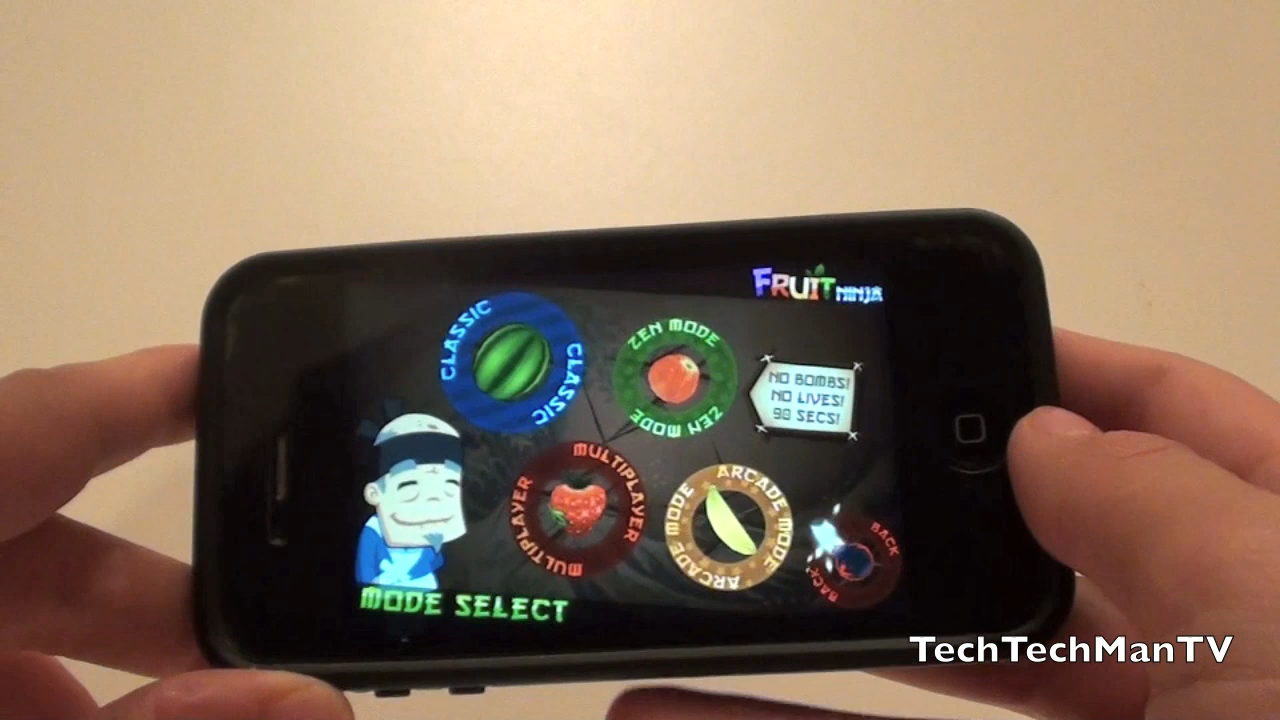 FRUIT NINJA
CLASSIC
CLASSIC
ZEN MODE
ZEN MODE
NO BOMBS!
NO LIVES!
90 SECS!
MULTIPLAYER
MULTIPLAYER
ARCADE MODE
ARCADE MODE
BACK
BACK
MODE SELECT
TechTechManTV